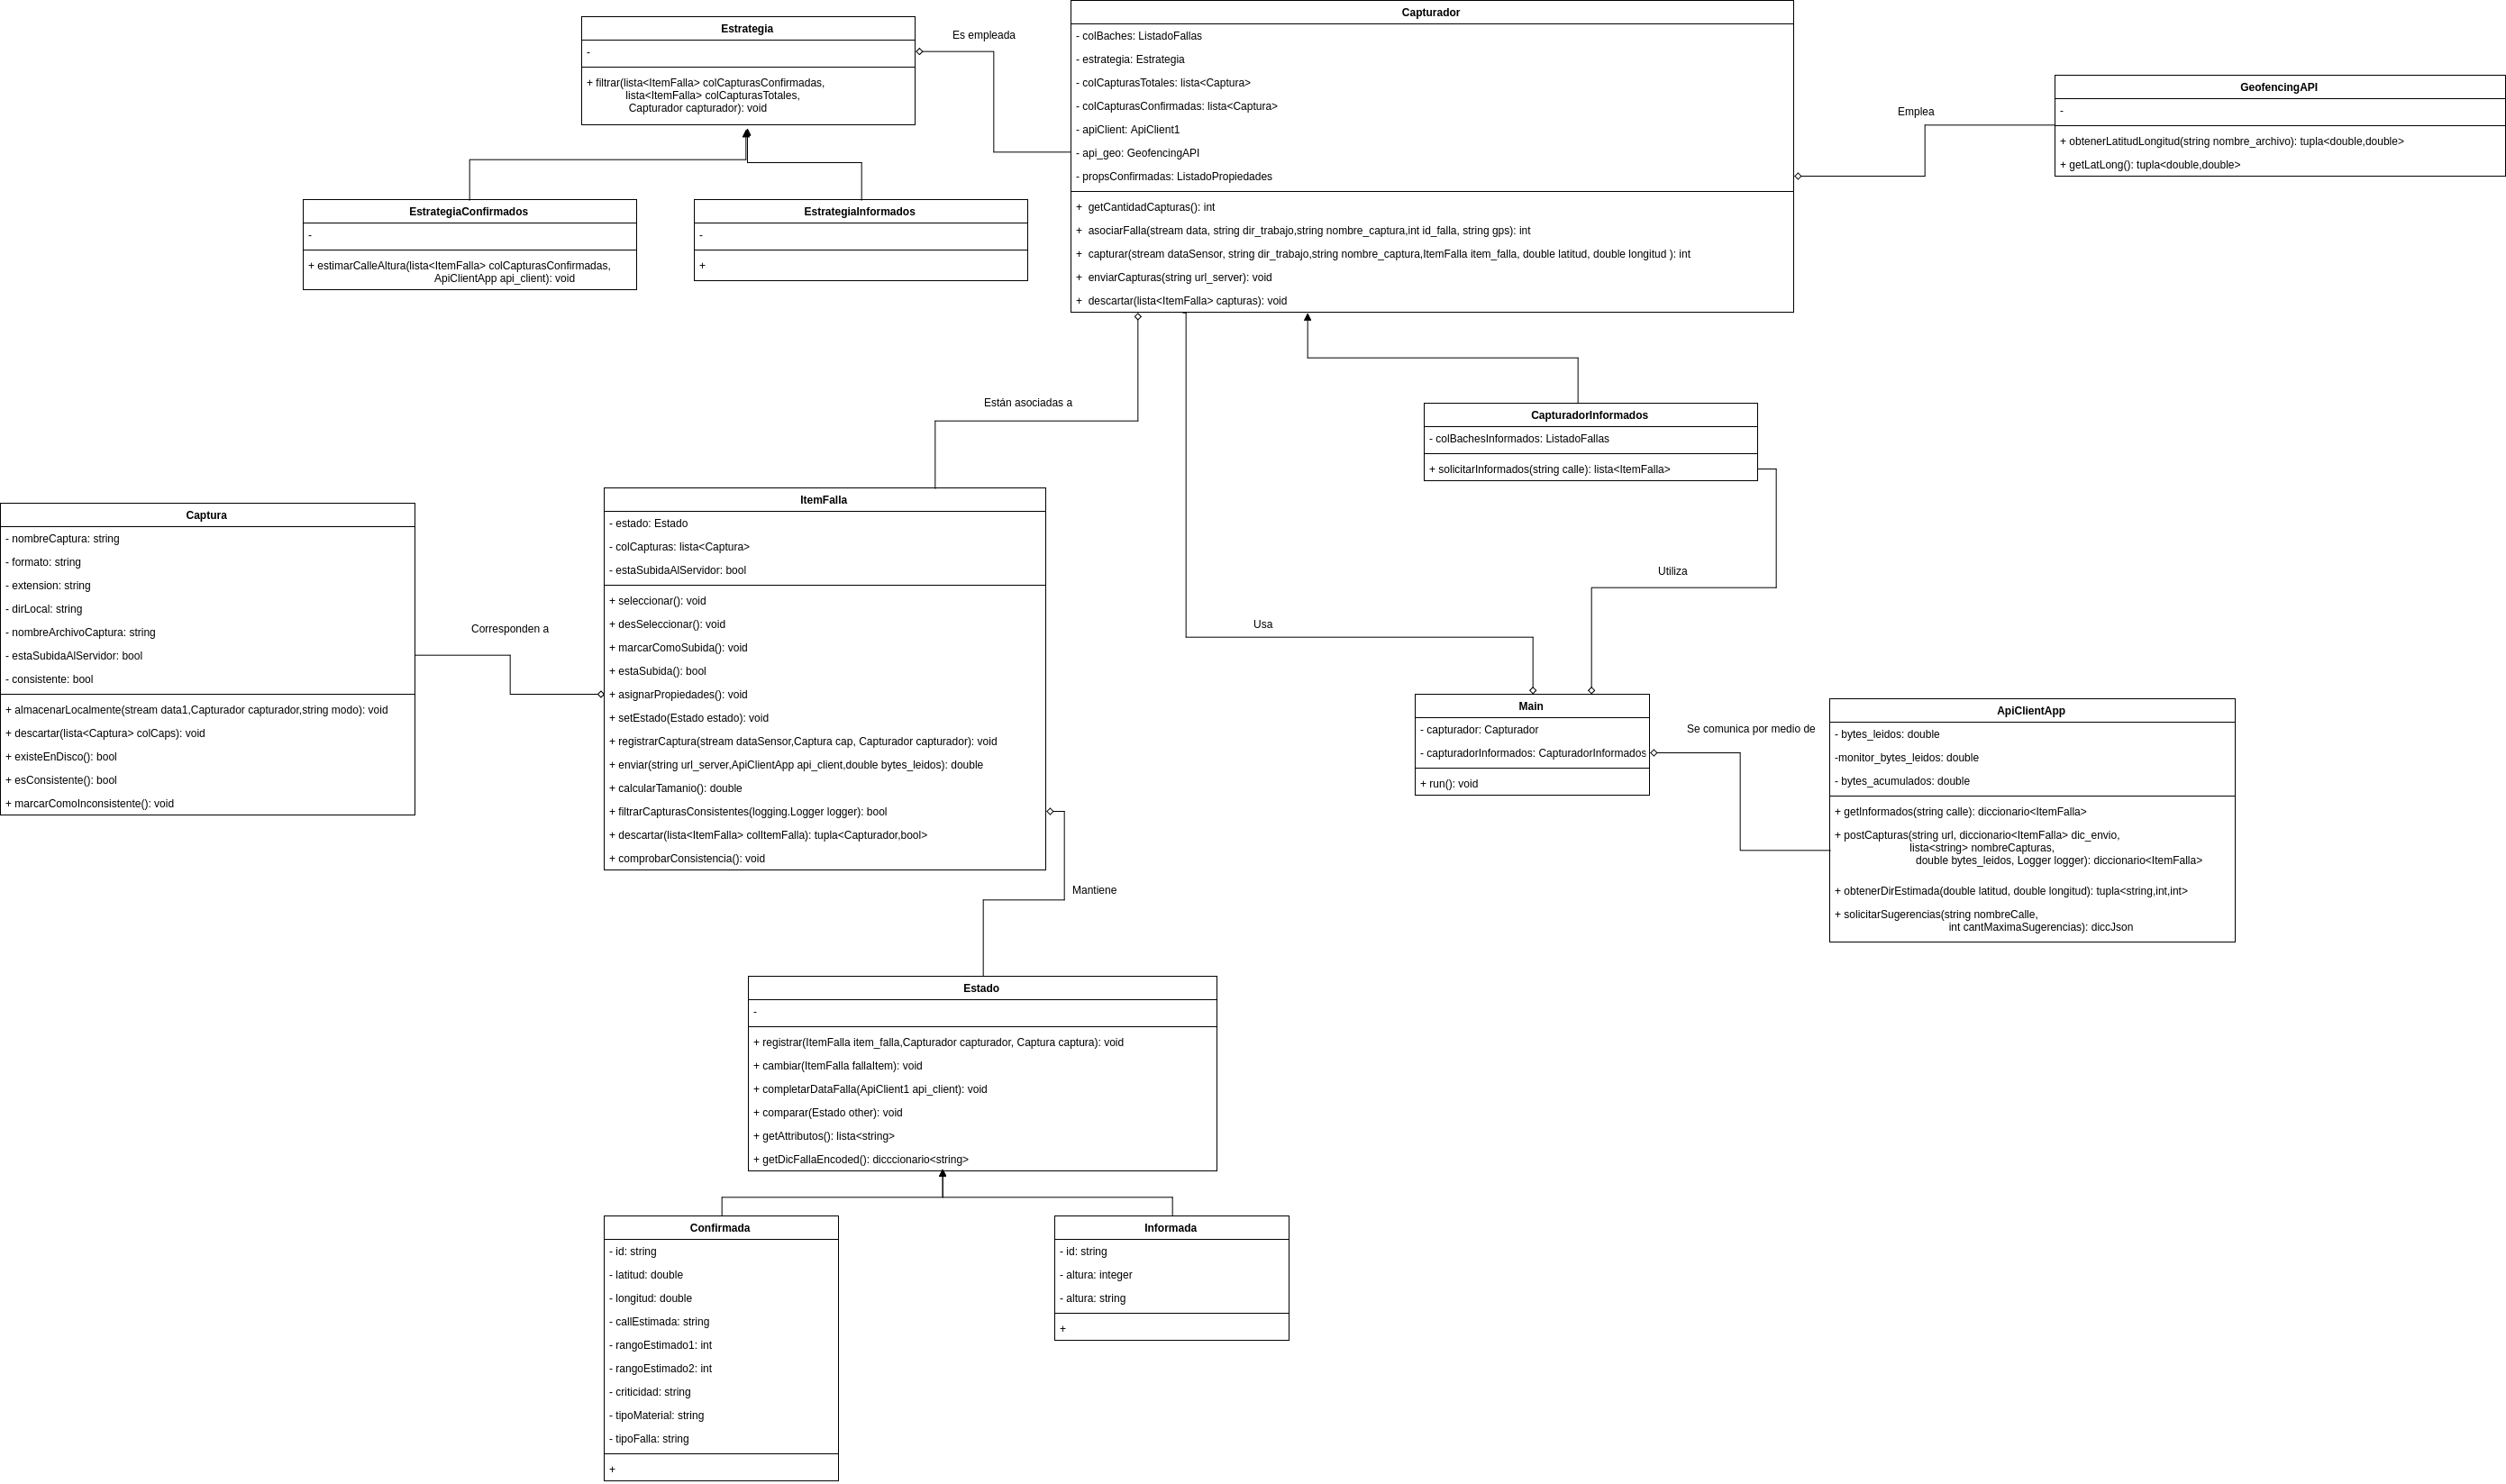 Estrategia
-
+ filtrar(lista<ItemFalla> colCapturasConfirmadas,
lista<ItemFalla> colCapturasTotales,
Capturador capturador): void
Es empleada
Capturador
- colBaches: ListadoFallas
- estrategia: Estrategia
- colCapturasTotales: lista<Captura>
- colCapturasConfirmadas: lista<Captura>
- apiClient: ApiClient1
- api_geo: GeofencingAPI
- propsConfirmadas: ListadoPropiedades
+ getCantidadCapturas(): int
+ asociarFalla(stream data, string dir_trabajo,string nombre_captura,int id_falla, string gps): int
+ capturar(stream dataSensor, string dir_trabajo,string nombre_captura,ItemFalla item_falla, double latitud, double longitud ): int
+ enviarCapturas(string url_server): void
+ descartar(lista<ItemFalla> capturas): void
Emplea
GeofencingAPI
-
+ obtenerLatitudLongitud(string nombre_archivo): tupla<double,double>
+ getLatLong(): tupla<double,double>
EstrategiaConfirmados
-
+ estimarCalleAltura(lista<ItemFalla> colCapturasConfirmadas,
ApiClientApp api_client): void
EstrategiaInformados
-
+
Están asociadas a
CapturadorInformados
- colBachesInformados: ListadoFallas
+ solicitarInformados(string calle): lista<ItemFalla>
Captura
- nombreCaptura: string
- formato: string
- extension: string
- dirLocal: string
- nombreArchivoCaptura: string
- estaSubidaAlServidor: bool
- consistente: bool
+ almacenarLocalmente(stream data1,Capturador capturador,string modo): void
+ descartar(lista<Captura> colCaps): void
+ existeEnDisco(): bool
+ esConsistente(): bool
+ marcarComoInconsistente(): void
Corresponden a
ItemFalla
- estado: Estado
- colCapturas: lista<Captura>
- estaSubidaAlServidor: bool
+ seleccionar(): void
+ desSeleccionar(): void
+ marcarComoSubida(): void
+ estaSubida(): bool
+ asignarPropiedades(): void
+ setEstado(Estado estado): void
+ registrarCaptura(stream dataSensor,Captura cap, Capturador capturador): void
+ enviar(string url_server,ApiClientApp api_client,double bytes_leidos): double
+ calcularTamanio(): double
+ filtrarCapturasConsistentes(logging.Logger logger): bool
+ descartar(lista<ItemFalla> colItemFalla): tupla<Capturador,bool>
+ comprobarConsistencia(): void
Utiliza
Usa
Main
- capturador: Capturador
- capturadorInformados: CapturadorInformados
+ run(): void
Se comunica por medio de
ApiClientApp
- bytes_leidos: double
-monitor_bytes_leidos: double
- bytes_acumulados: double
+ getInformados(string calle): diccionario<ItemFalla>
+ postCapturas(string url, diccionario<ItemFalla> dic_envio,
lista<string> nombreCapturas,
double bytes_leidos, Logger logger): diccionario<ItemFalla>
+ obtenerDirEstimada(double latitud, double longitud): tupla<string,int,int>
+ solicitarSugerencias(string nombreCalle,
int cantMaximaSugerencias): diccJson
Mantiene
Estado
-
+ registrar(ItemFalla item_falla,Capturador capturador, Captura captura): void
+ cambiar(ItemFalla fallaItem): void
+ completarDataFalla(ApiClient1 api_client): void
+ comparar(Estado other): void
+ getAttributos(): lista<string>
+ getDicFallaEncoded(): dicccionario<string>
Confirmada
- id: string
- latitud: double
- longitud: double
- callEstimada: string
- rangoEstimado1: int
- rangoEstimado2: int
- criticidad: string
- tipoMaterial: string
- tipoFalla: string
+
Informada
- id: string
- altura: integer
- altura: string
+